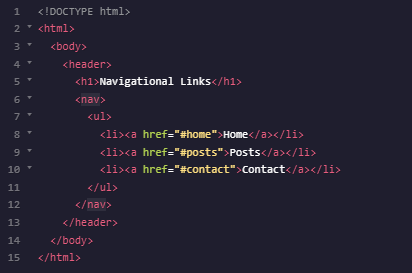 1 <!DOCTYPE html>
2 <html>
3 <body>
4 <header>
5 <h1>Navigational Links</h1>
6 <nav>
7 <ul>
8 <li><a href="#home">Home</a></li>
9 <li><a href="#posts">Posts</a></li>
10 <li><a href="#contact">Contact</a></li>
11 </ul>
12 </nav>
13 </header>
14 </body>
15 </html>